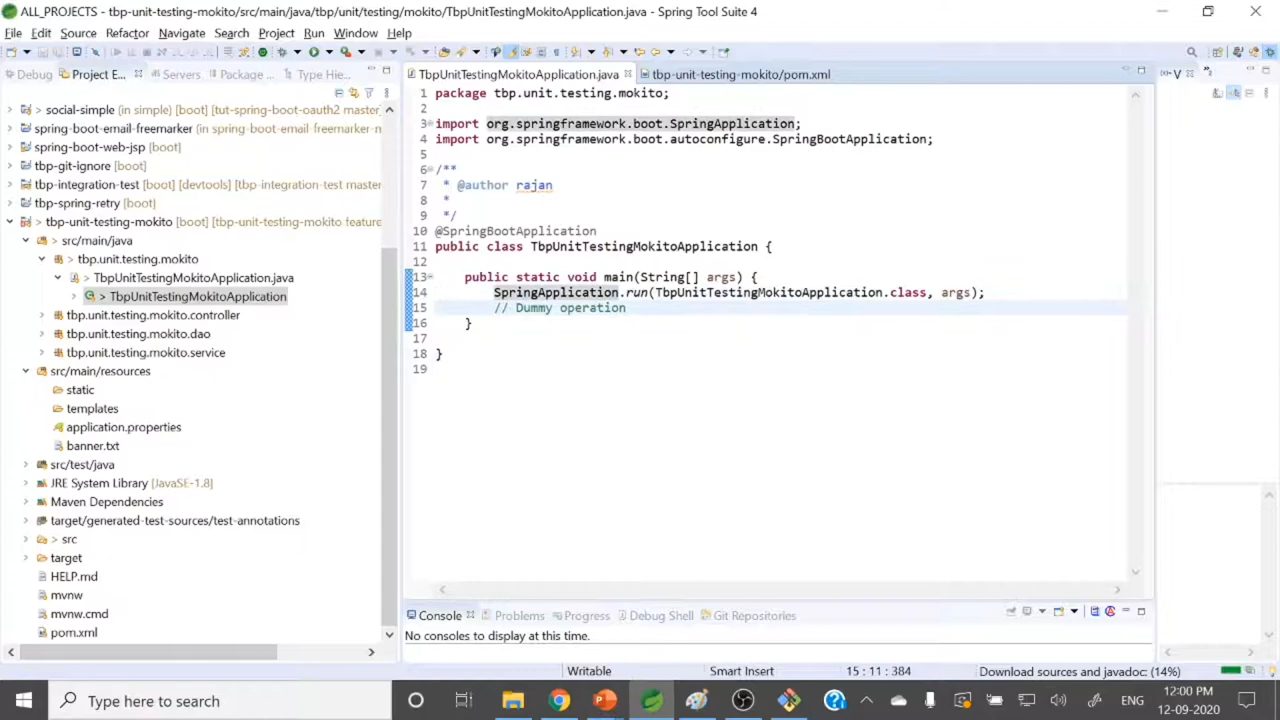 ALL_PROJECTS - tbp-unit-testing-mokito/src/main/java/tbp/unit/testing/mokito/TbpUnitTestingMokitoApplication.java - Spring Tool Suite 4
File Edit Source Refactor Navigate Search Project Run Window Help
Debug Project E... Servers Package ... Type Hie...
TbpUnitTestingMokitoApplication.java tbp-unit-testing-mokito/pom.xml
V
> social-simple (in simple) [boot] [tut-spring-boot-oauth2 master
spring-boot-email-freemarker (in spring-boot-email-freemarker-n
spring-boot-web-jsp [boot]
tbp-git-ignore [boot]
tbp-integration-test [boot] [devtools] [tbp-integration-test master
tbp-spring-retry [boot]
> tbp-unit-testing-mokito [boot] [tbp-unit-testing-mokito feature
> src/main/java
> tbp.unit.testing.mokito
> TbpUnitTestingMokitoApplication.java
> TbpUnitTestingMokitoApplication
tbp.unit.testing.mokito.controller
tbp.unit.testing.mokito.dao
tbp.unit.testing.mokito.service
src/main/resources
static
templates
application.properties
banner.txt
src/test/java
JRE System Library [JavaSE-1.8]
Maven Dependencies
target/generated-test-sources/test-annotations
> src
target
HELP.md
mvnw
mvnw.cmd
pom.xml
1 package tbp.unit.testing.mokito;
2
3 import org.springframework.boot.SpringApplication;
4 import org.springframework.boot.autoconfigure.SpringBootApplication;
5
6 /**
7 * @author rajan
8 *
9 */
10 @SpringBootApplication
11 public class TbpUnitTestingMokitoApplication {
12
13 public static void main(String[] args) {
14 SpringApplication.run(TbpUnitTestingMokitoApplication.class, args);
15 // Dummy operation
16 }
17
18 }
19
Console Problems Progress Debug Shell Git Repositories
No consoles to display at this time.
Writable Smart Insert 15 : 11 : 384 Download sources and javadoc: (14%)
Type here to search
ENG
12:00 PM
12-09-2020